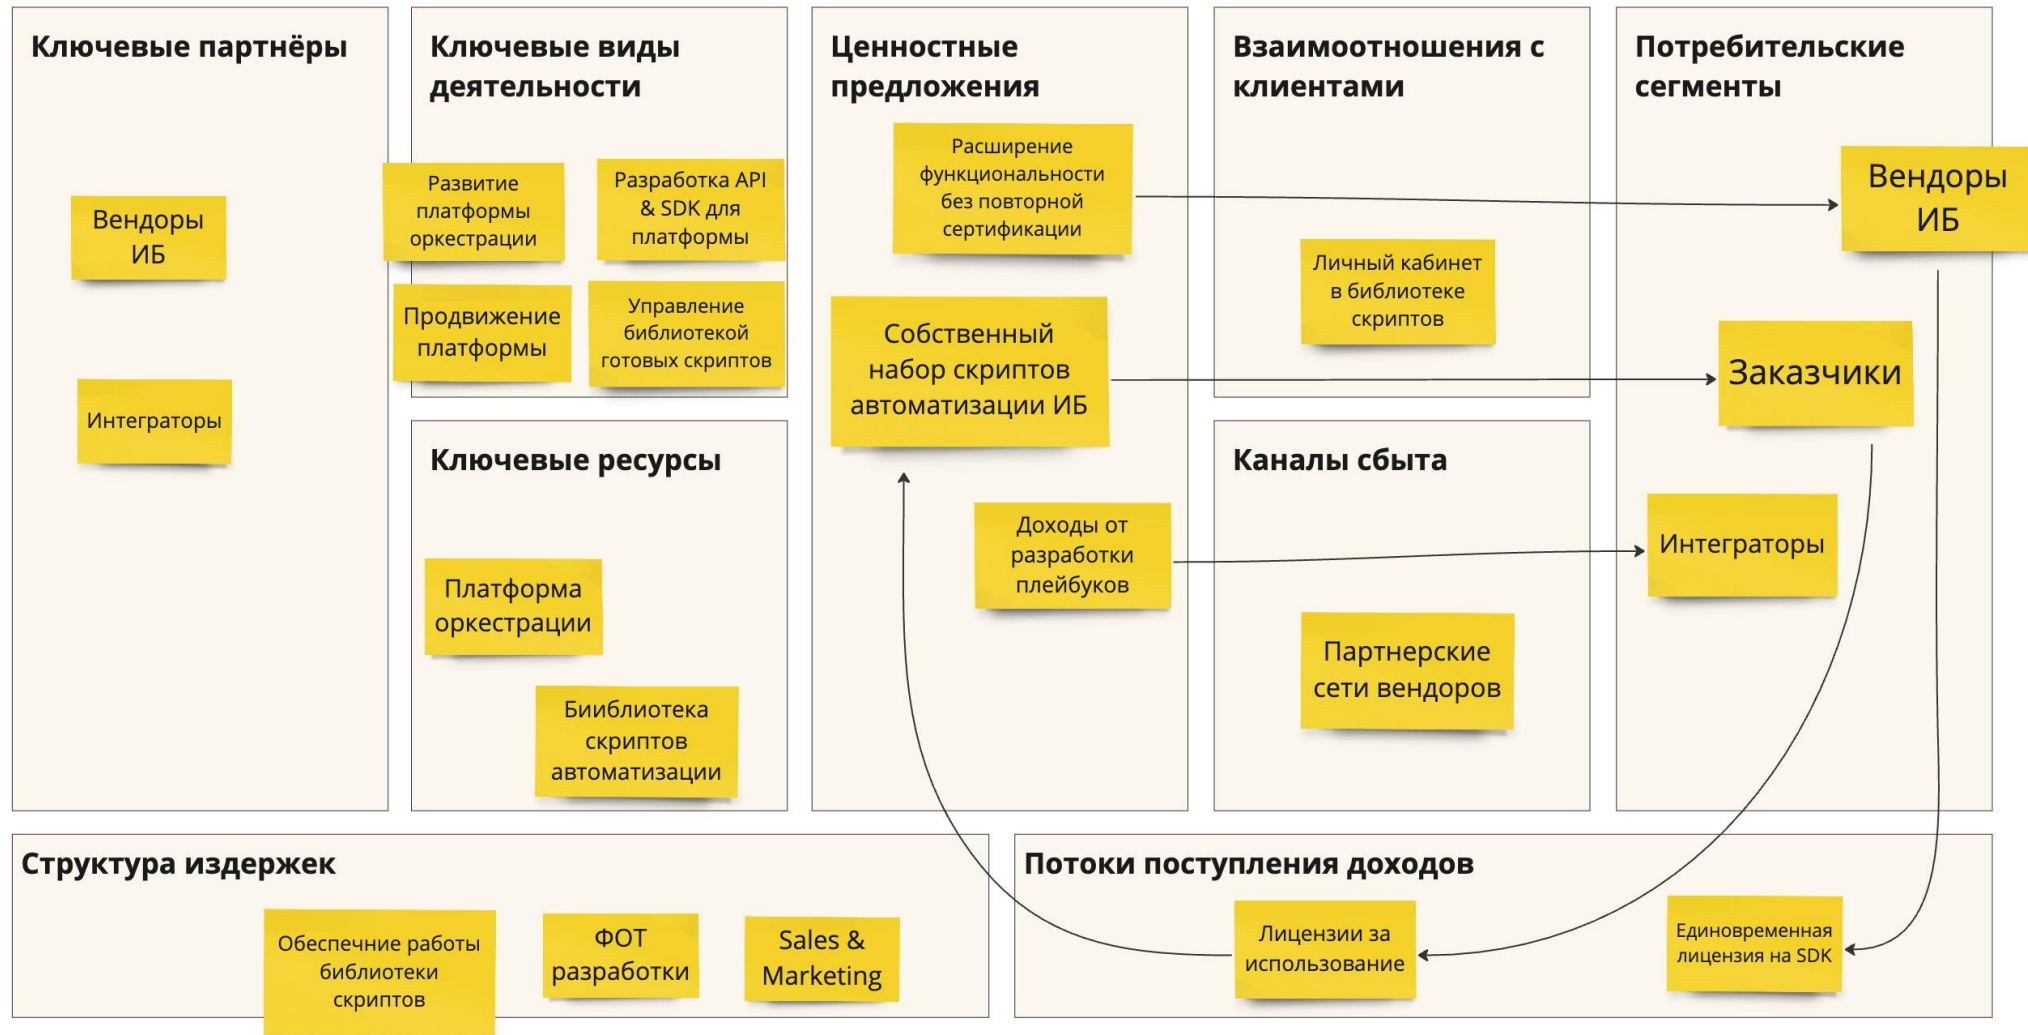 Ключевые партнёры
Вендоры
ИБ
Интеграторы
Ключевые виды
деятельности
Развитие
платформы
оркестрации
Разработка API
& SDK для
платформы
Продвижение
платформы
Управление
библиотекой
готовых скриптов
Ключевые ресурсы
Платформа
оркестрации
Бииблиотека
скриптов
автоматизации
Ценностные
предложения
Расширение
функциональности
без повторной
сертификации
Собственный
набор скриптов
автоматизации ИБ
Доходы от
разработки
плейбуков
Взаимоотношения с
клиентами
Личный кабинет
в библиотеке
скриптов
Каналы сбыта
Партнерские
сети вендоров
Потребительские
сегменты
Вендоры
ИБ
Заказчики
Интеграторы
Структура издержек
Обеспечние работы
библиотеки
скриптов
ФОТ
разработки
Sales &
Marketing
Потоки поступления доходов
Лицензии за
использование
Единовременная
лицензия на SDK